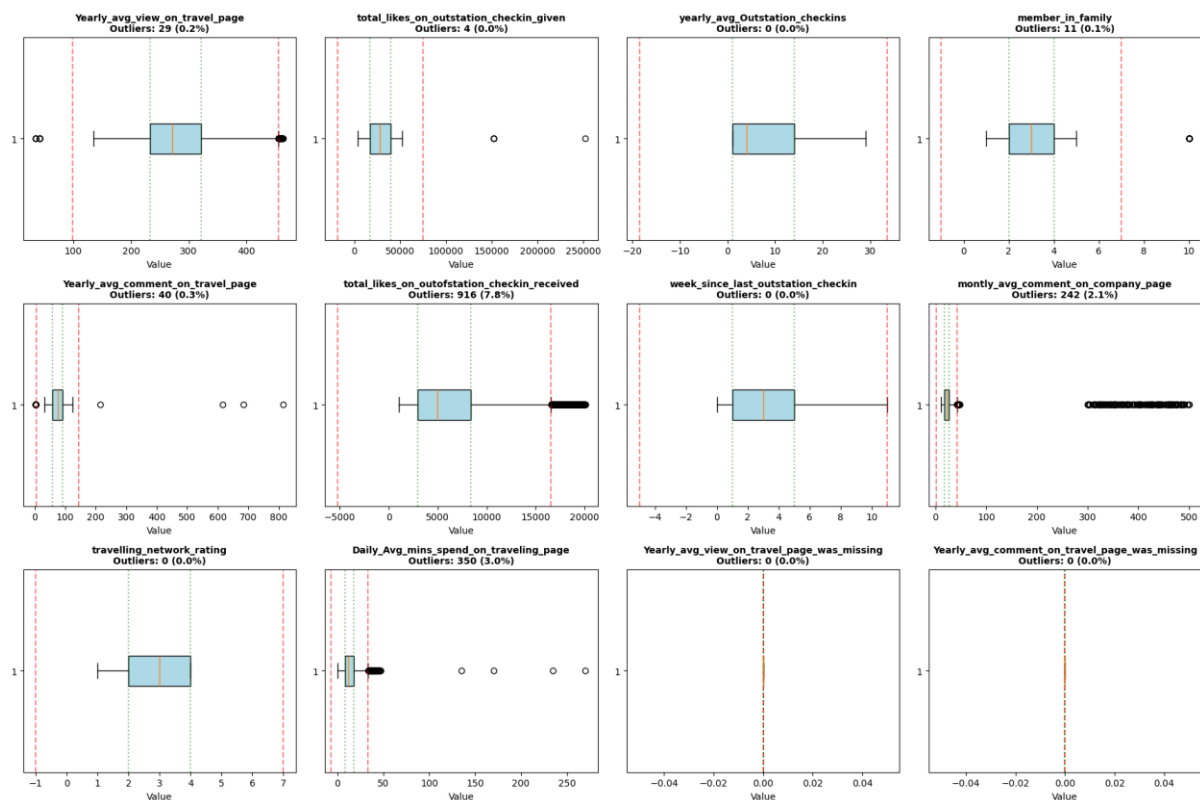 Yearly_avg_view_on_travel_page
Outliers: 29 (0.2%)
1
100 200 300 400
Value
total_likes_on_outstation_checkin_given
Outliers: 4 (0.0%)
1
0 50000 100000 150000 200000 250000
Value
yearly_avg_Outstation_checkins
Outliers: 0 (0.0%)
1
−20 −10 0 10 20 30
Value
member_in_family
Outliers: 11 (0.1%)
1
0 2 4 6 8 10
Value
Yearly_avg_comment_on_travel_page
Outliers: 40 (0.3%)
1
0 100 200 300 400 500 600 700 800
Value
total_likes_on_outofstation_checkin_received
Outliers: 916 (7.8%)
1
−5000 0 5000 10000 15000 20000
Value
week_since_last_outstation_checkin
Outliers: 0 (0.0%)
1
−4 −2 0 2 4 6 8 10
Value
montly_avg_comment_on_company_page
Outliers: 242 (2.1%)
1
0 100 200 300 400 500
Value
travelling_network_rating
Outliers: 0 (0.0%)
1
−1 0 1 2 3 4 5 6 7
Value
Daily_Avg_mins_spend_on_traveling_page
Outliers: 350 (3.0%)
1
0 50 100 150 200 250
Value
Yearly_avg_view_on_travel_page_was_missing
Outliers: 0 (0.0%)
1
−0.04 −0.02 0.00 0.02 0.04
Value
Yearly_avg_comment_on_travel_page_was_missing
Outliers: 0 (0.0%)
1
−0.04 −0.02 0.00 0.02 0.04
Value